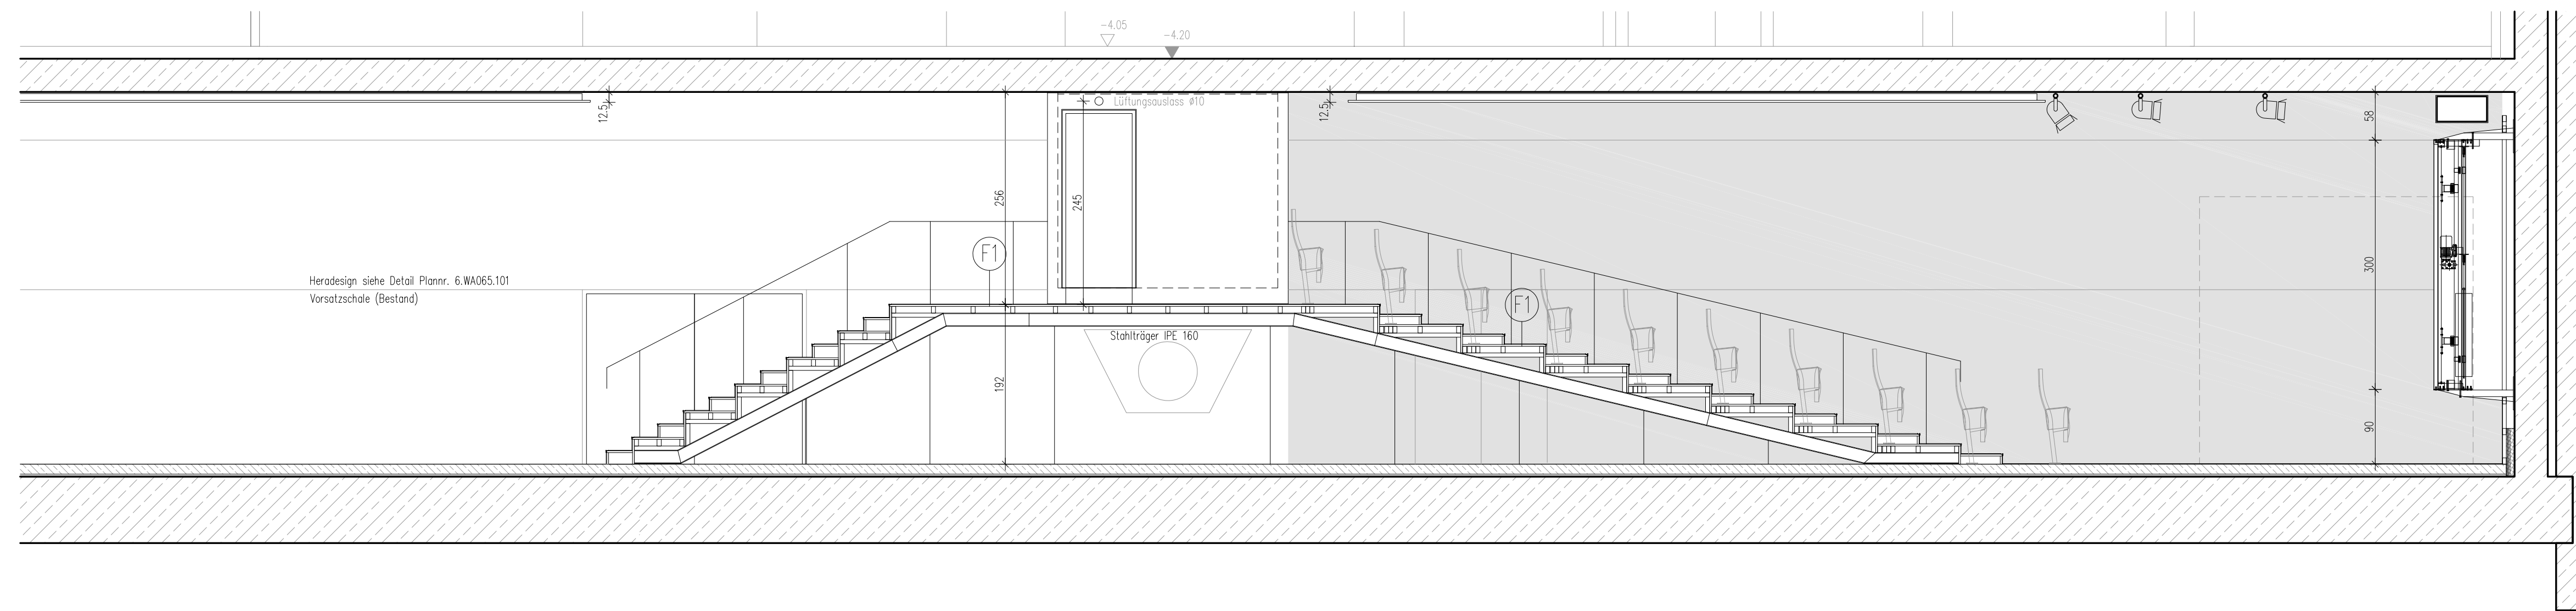 -4.05
-4.20
12.5
Lüftungsauslass ø10
12.5
58
256
245
F1
300
Heradesign siehe Detail Plannr. 6.WA065.101
Vorsatzschale (Bestand)
F1
Stahlträger IPE 160
192
90